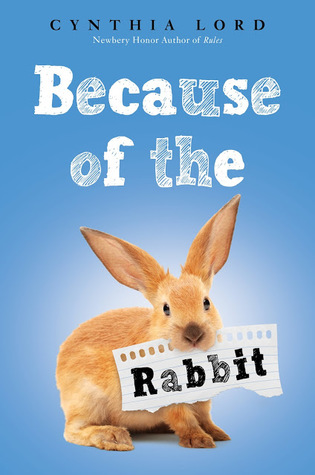 CYNTHIA LORD
Newbery Honor Author of Rules
Because
of the
Rabbit